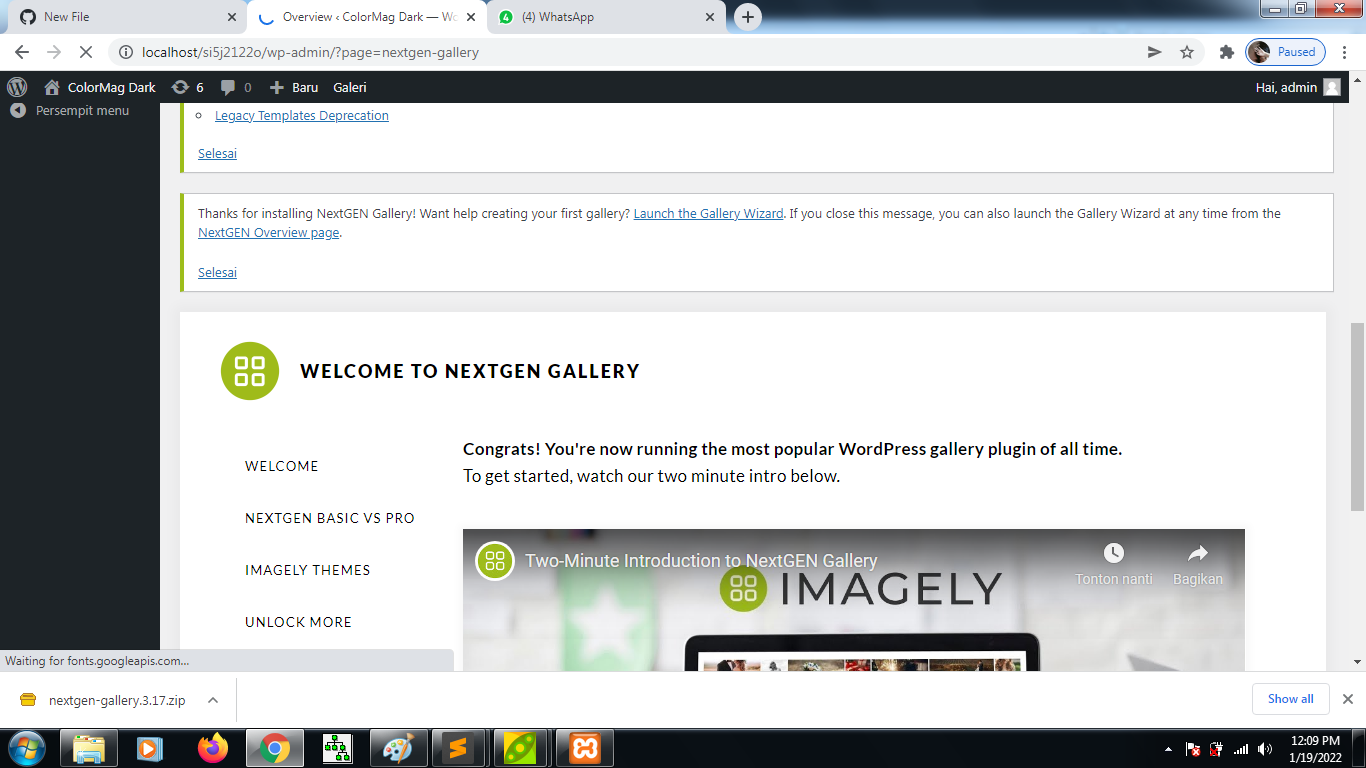 New File
Overview ‹ ColorMag Dark — Wo
(4) WhatsApp
localhost/si5j2122o/wp-admin/?page=nextgen-gallery
Paused
ColorMag Dark
6
0
Baru
Galeri
Hai, admin
Persempit menu
Legacy Templates Deprecation
Selesai
Thanks for installing NextGEN Gallery! Want help creating your first gallery? Launch the Gallery Wizard. If you close this message, you can also launch the Gallery Wizard at any time from the
NextGEN Overview page.
Selesai
WELCOME TO NEXTGEN GALLERY
WELCOME
NEXTGEN BASIC VS PRO
IMAGELY THEMES
UNLOCK MORE
Congrats! You're now running the most popular WordPress gallery plugin of all time.
To get started, watch our two minute intro below.
Two-Minute Introduction to NextGEN Gallery
Tonton nanti
Bagikan
IMAGELY
Waiting for fonts.googleapis.com...
nextgen-gallery.3.17.zip
Show all
12:09 PM
1/19/2022